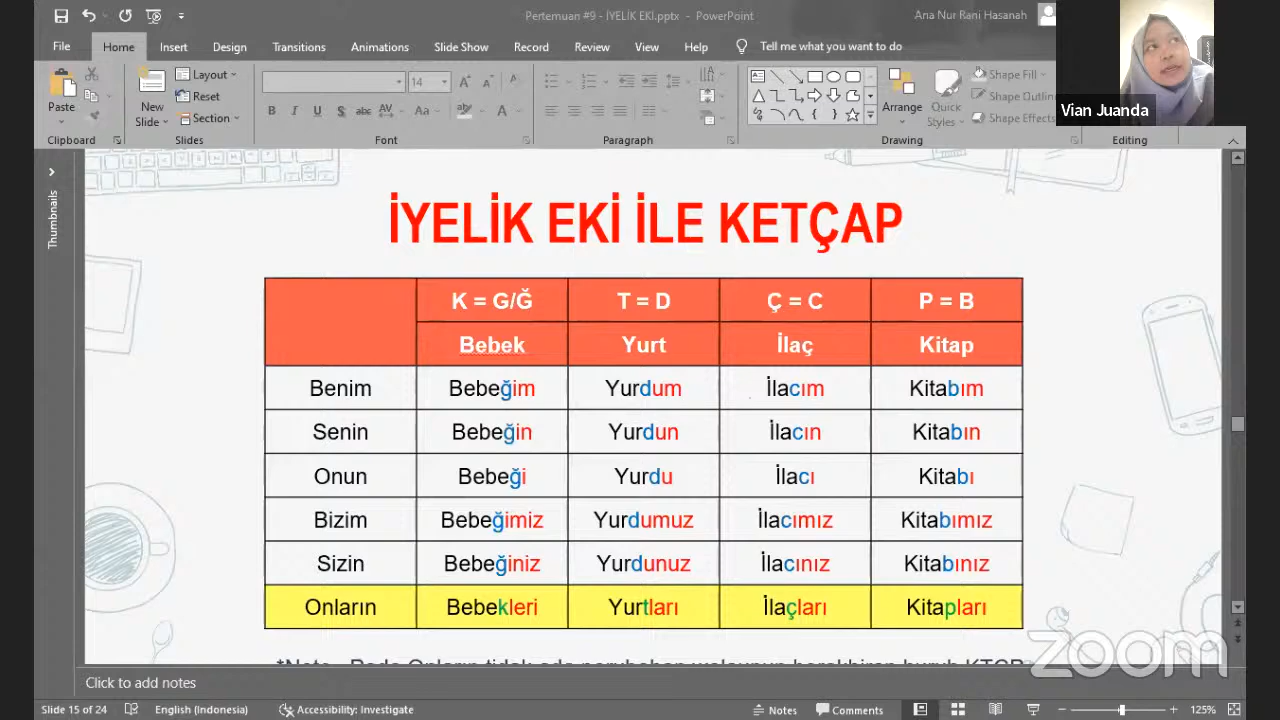 Pertemuan #9 - İYELİK EKİ.pptx - PowerPoint
Ana Nur Rani Hasanah
File Home Insert Design Transitions Animations Slide Show Record Review View Help Tell me what you want to do
Paste
New Slide
Layout
Reset
Section
14
B I U S abc AV Aa A
Arrange
Quick Styles
Shape Fill
Shape Outline
Shape Effects
Clipboard Slides Font Paragraph Drawing Editing
Vian Juanda
Thumbnails
İYELİK EKİ İLE KETÇAP
K = G/Ğ T = D Ç = C P = B
Bebek Yurt İlaç Kitap
Benim Bebeğim Yurdum İlacım Kitabım
Senin Bebeğin Yurdun İlacın Kitabın
Onun Bebeği Yurdu İlacı Kitabı
Bizim Bebeğimiz Yurdumuz İlacımız Kitabımız
Sizin Bebeğiniz Yurdunuz İlacınız Kitabınız
Onların Bebekleri Yurtları İlaçları Kitapları
zoom
Click to add notes
Slide 15 of 24 English (Indonesia) Accessibility: Investigate Notes Comments 125%